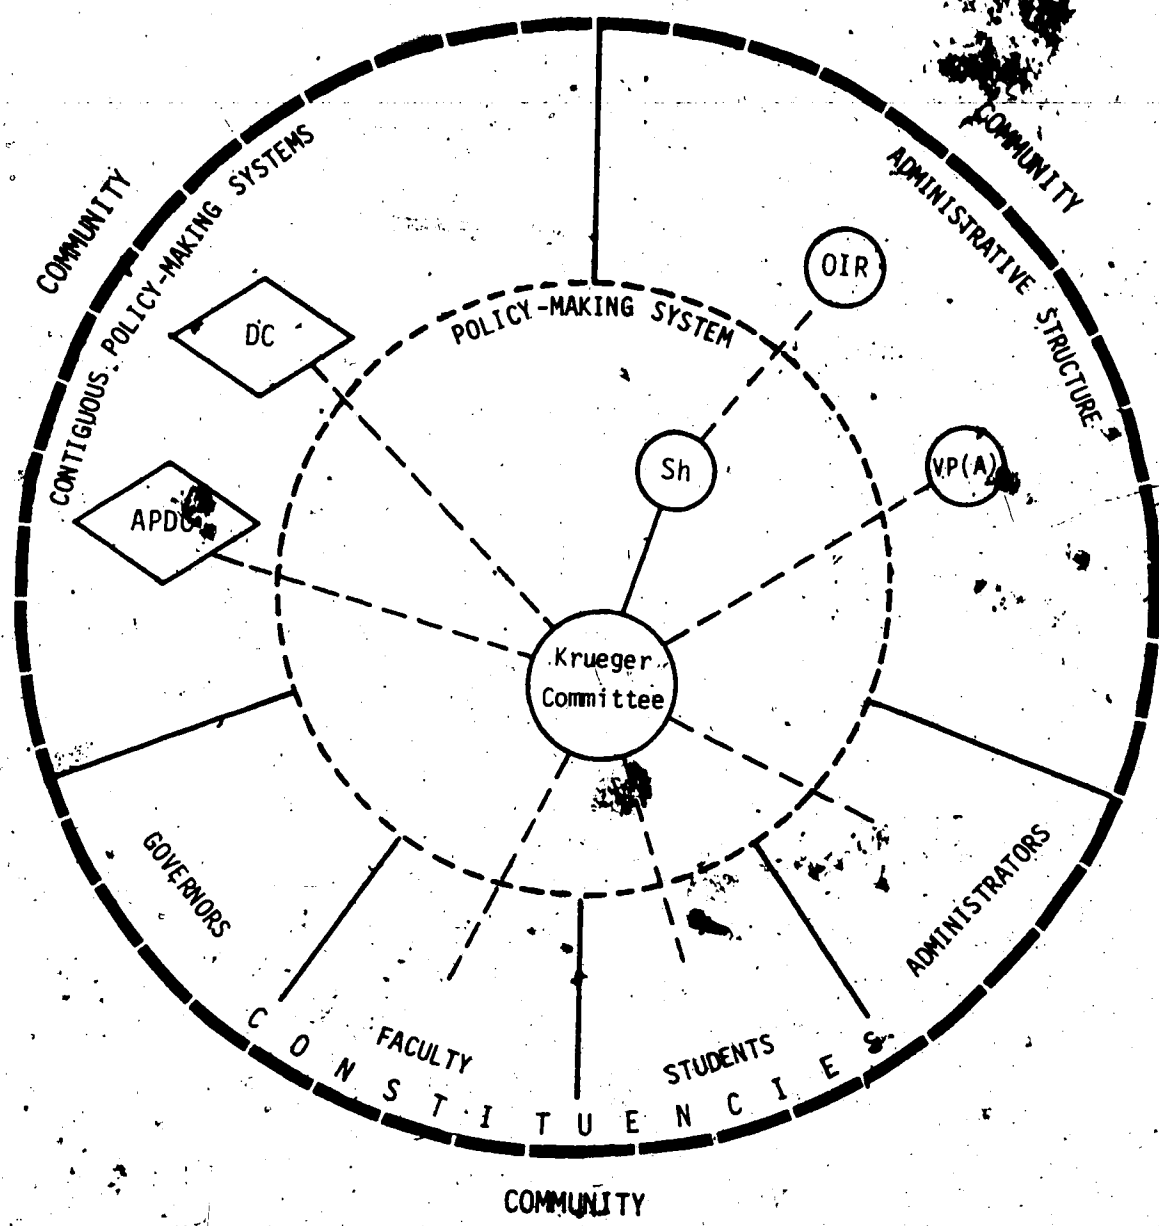 COMMUNITY
COMMUNITY
CONTIGUOUS POLICY-MAKING SYSTEMS
ADMINISTRATIVE STRUCTURE
OIR
POLICY-MAKING SYSTEM
DC
Sh
VP(A)
Krueger
Committee
GOVERNORS
ADMINISTRATORS
FACULTY
STUDENTS
CONSTITUENCIES
COMMUNITY